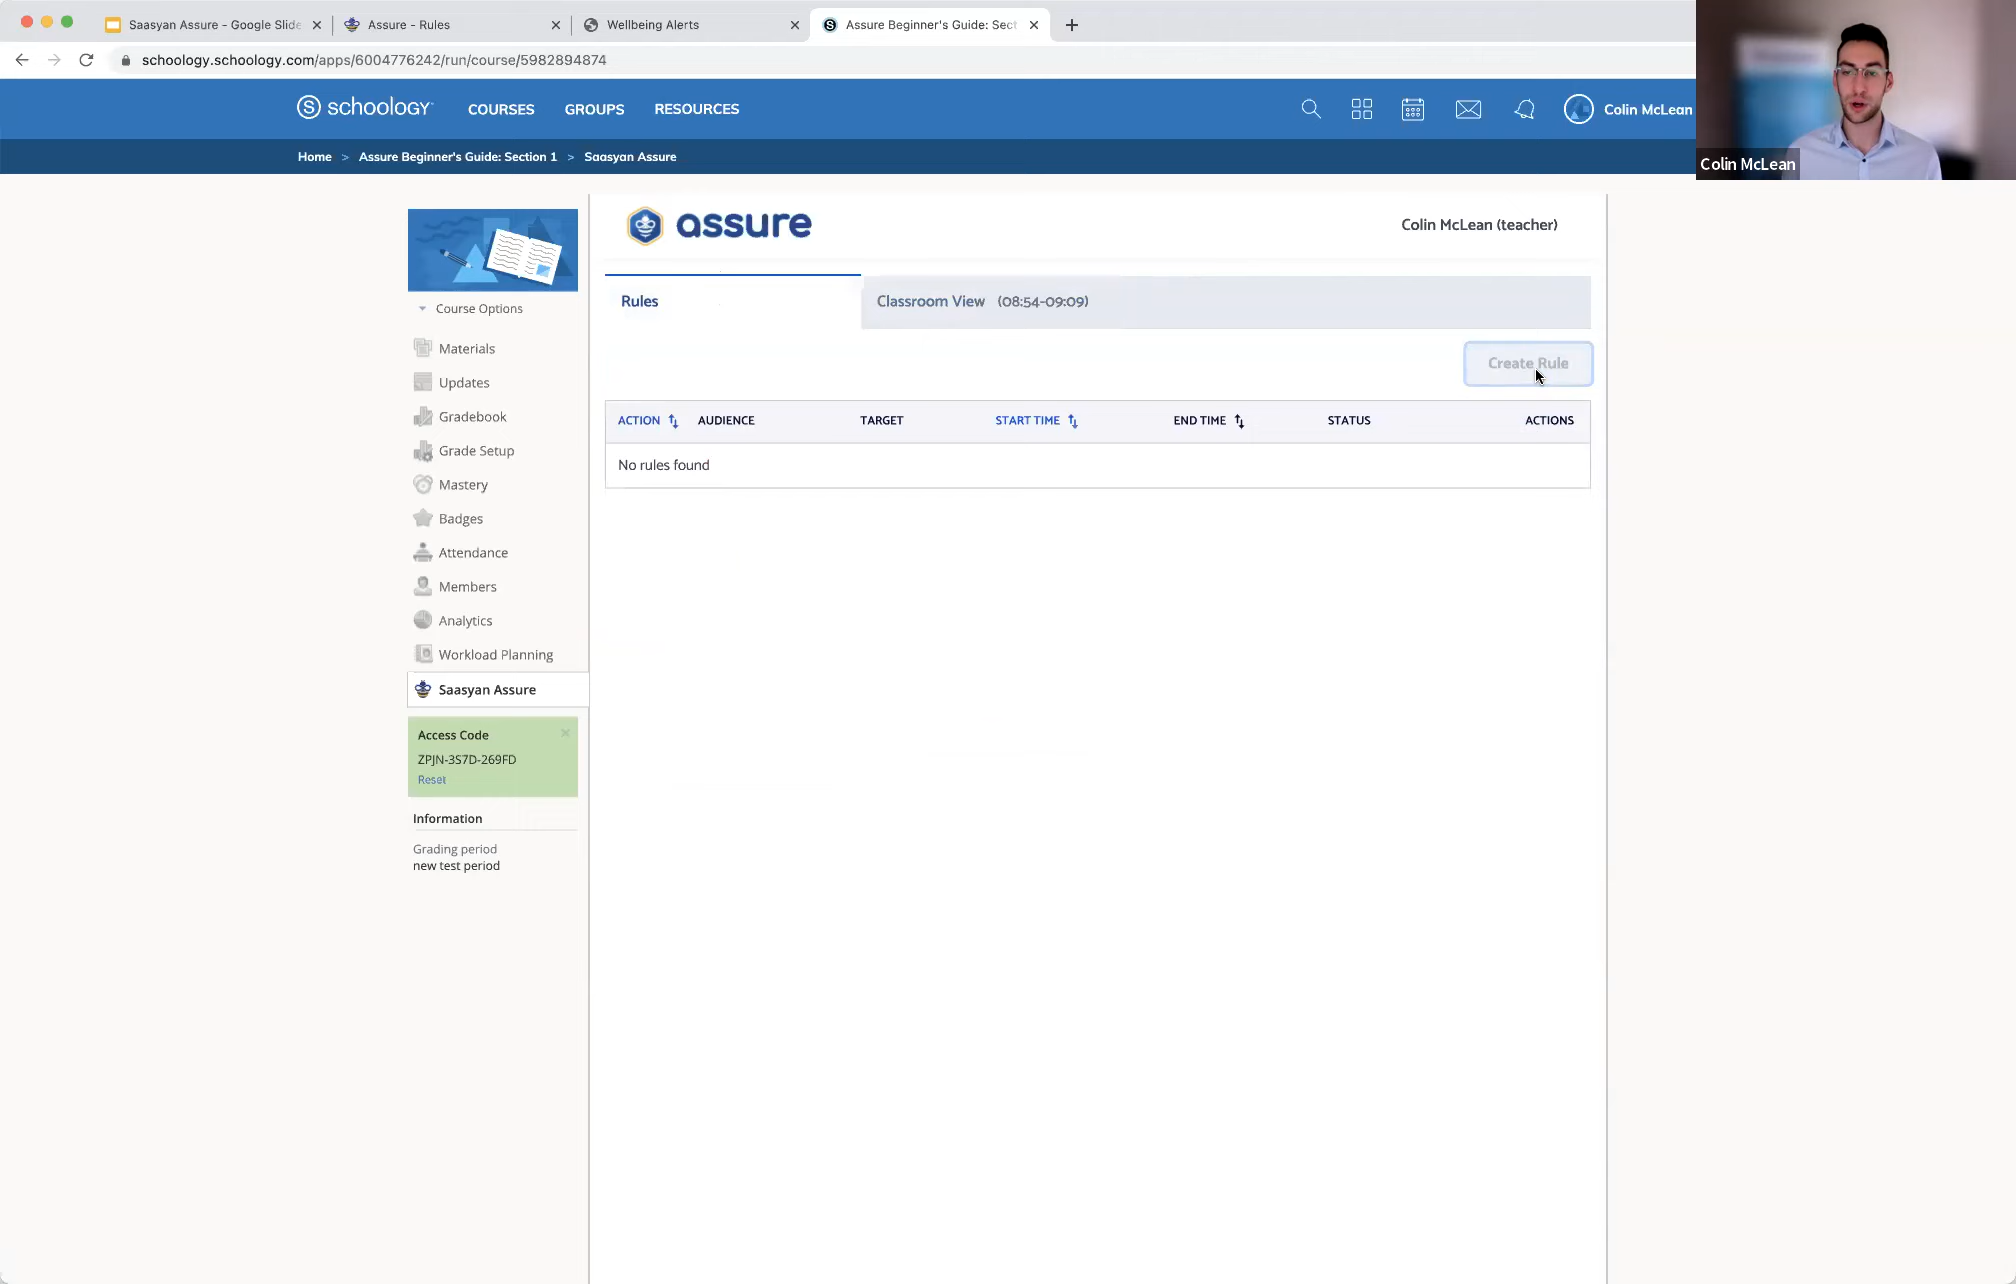 Saasyan Assure - Google Slide
Assure - Rules
Wellbeing Alerts
Assure Beginner's Guide: Sect
schoology.schoology.com/apps/6004776242/run/course/5982894874
S schoology
COURSES
GROUPS
RESOURCES
Colin McLean
Colin McLean
Home > Assure Beginner's Guide: Section 1 > Saasyan Assure
assure
Colin McLean (teacher)
Course Options
Materials
Updates
Gradebook
Grade Setup
Mastery
Badges
Attendance
Members
Analytics
Workload Planning
Saasyan Assure
Access Code
ZPJN-3S7D-269FD
Reset
Information
Grading period
new test period
Rules
Classroom View (08:54-09:09)
Create Rule
ACTION AUDIENCE TARGET START TIME END TIME STATUS ACTIONS
No rules found